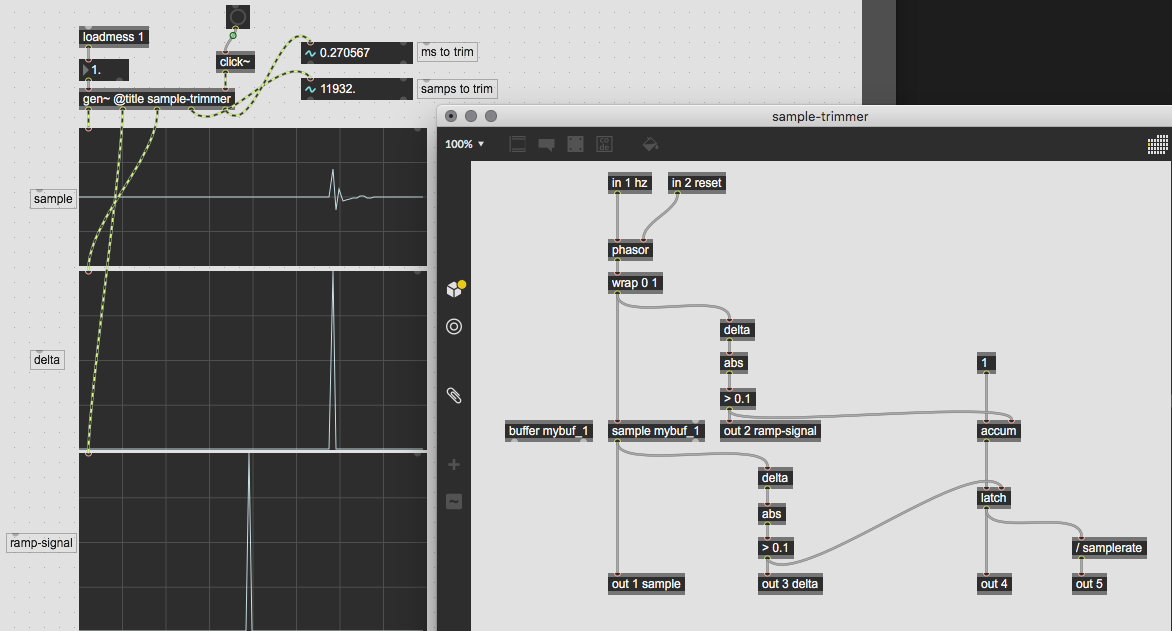 loadmess 1
1.
click~
0.270567
ms to trim
11932.
samps to trim
gen~ @title sample-trimmer
sample
delta
ramp-signal
sample-trimmer
100%
code
in 1 hz
in 2 reset
phasor
wrap 0 1
delta
abs
> 0.1
1
buffer mybuf_1
sample mybuf_1
out 2 ramp-signal
accum
delta
abs
> 0.1
latch
/ samplerate
out 1 sample
out 3 delta
out 4
out 5